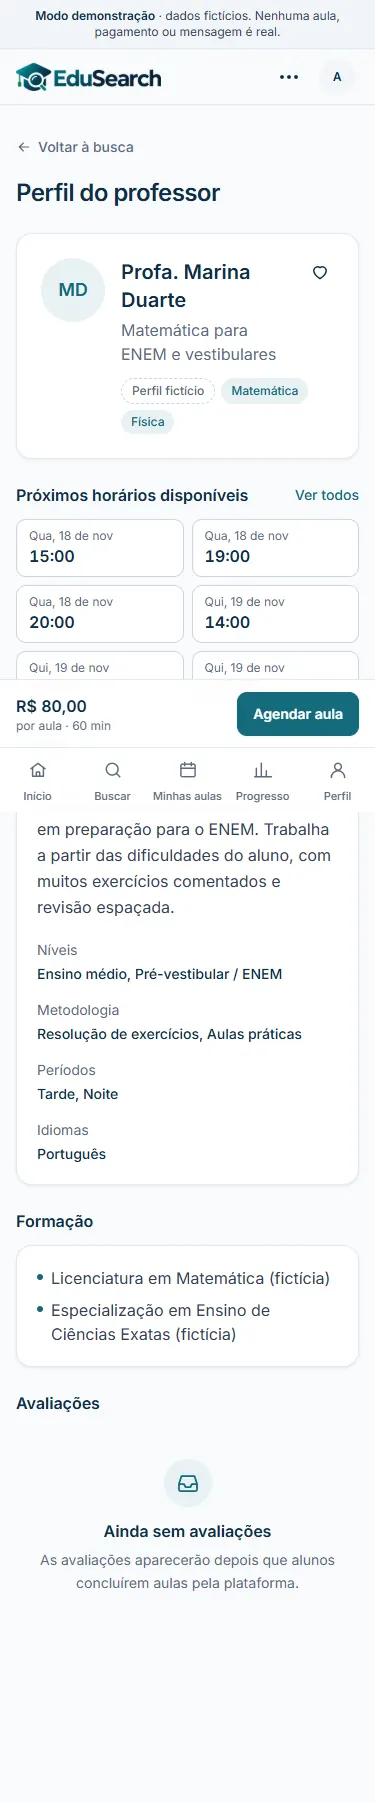 Modo demonstração · dados fictícios. Nenhuma aula,
pagamento ou mensagem é real.
EduSearch
A
← Voltar à busca
Perfil do professor
MD
Profa. Marina
Duarte
Matemática para
ENEM e vestibulares
Perfil fictício
Matemática
Física
Próximos horários disponíveis
Ver todos
Qua, 18 de nov
15:00
Qua, 18 de nov
19:00
Qua, 18 de nov
20:00
Qui, 19 de nov
14:00
Qui, 19 de nov
Qui, 19 de nov
R$ 80,00
por aula · 60 min
Agendar aula
Início
Buscar
Minhas aulas
Progresso
Perfil
em preparação para o ENEM. Trabalha
a partir das dificuldades do aluno, com
muitos exercícios comentados e
revisão espaçada.
Níveis
Ensino médio, Pré-vestibular / ENEM
Metodologia
Resolução de exercícios, Aulas práticas
Períodos
Tarde, Noite
Idiomas
Português
Formação
• Licenciatura em Matemática (fictícia)
• Especialização em Ensino de
Ciências Exatas (fictícia)
Avaliações
Ainda sem avaliações
As avaliações aparecerão depois que alunos
concluírem aulas pela plataforma.